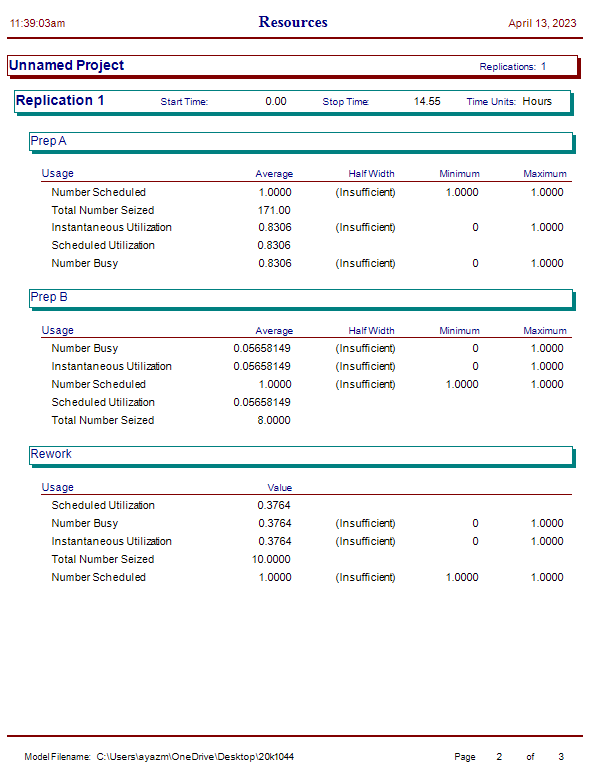 11:39:03am Resources April 13, 2023
Unnamed Project Replications: 1
Replication 1 Start Time: 0.00 Stop Time: 14.55 Time Units: Hours
Prep A
Usage Average Half Width Minimum Maximum
Number Scheduled 1.0000 (Insufficient) 1.0000 1.0000
Total Number Seized 171.00
Instantaneous Utilization 0.8306 (Insufficient) 0 1.0000
Scheduled Utilization 0.8306
Number Busy 0.8306 (Insufficient) 0 1.0000
Prep B
Usage Average Half Width Minimum Maximum
Number Busy 0.05658149 (Insufficient) 0 1.0000
Instantaneous Utilization 0.05658149 (Insufficient) 0 1.0000
Number Scheduled 1.0000 (Insufficient) 1.0000 1.0000
Scheduled Utilization 0.05658149
Total Number Seized 8.0000
Rework
Usage Value
Scheduled Utilization 0.3764
Number Busy 0.3764 (Insufficient) 0 1.0000
Instantaneous Utilization 0.3764 (Insufficient) 0 1.0000
Total Number Seized 10.0000
Number Scheduled 1.0000 (Insufficient) 1.0000 1.0000
Model Filename: C:\Users\ayazm\OneDrive\Desktop\20k1044 Page 2 of 3